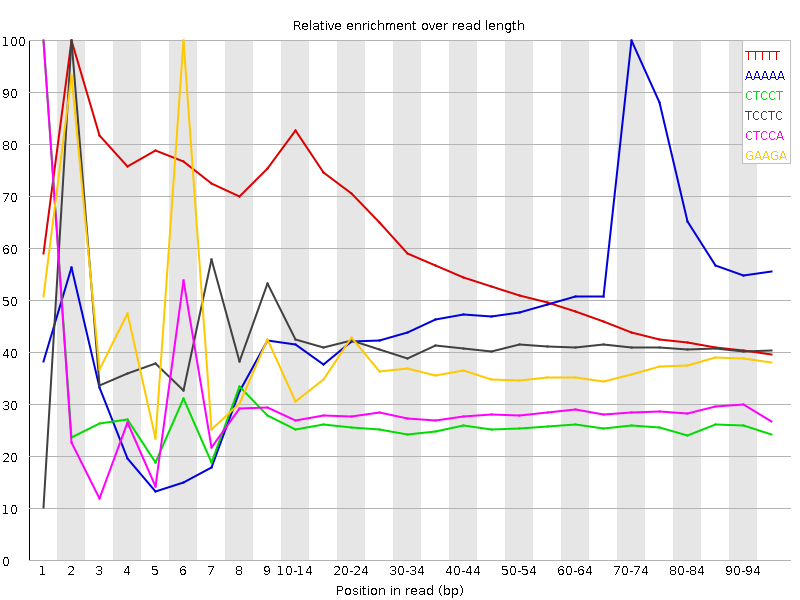 Relative enrichment over read length
100
90
80
70
60
50
40
30
20
10
0
TTTTT
AAAAA
CTCCT
TCCTC
CTCCA
GAAGA
1 2 3 4 5 6 7 8 9 10-14 20-24 30-34 40-44 50-54 60-64 70-74 80-84 90-94
Position in read (bp)